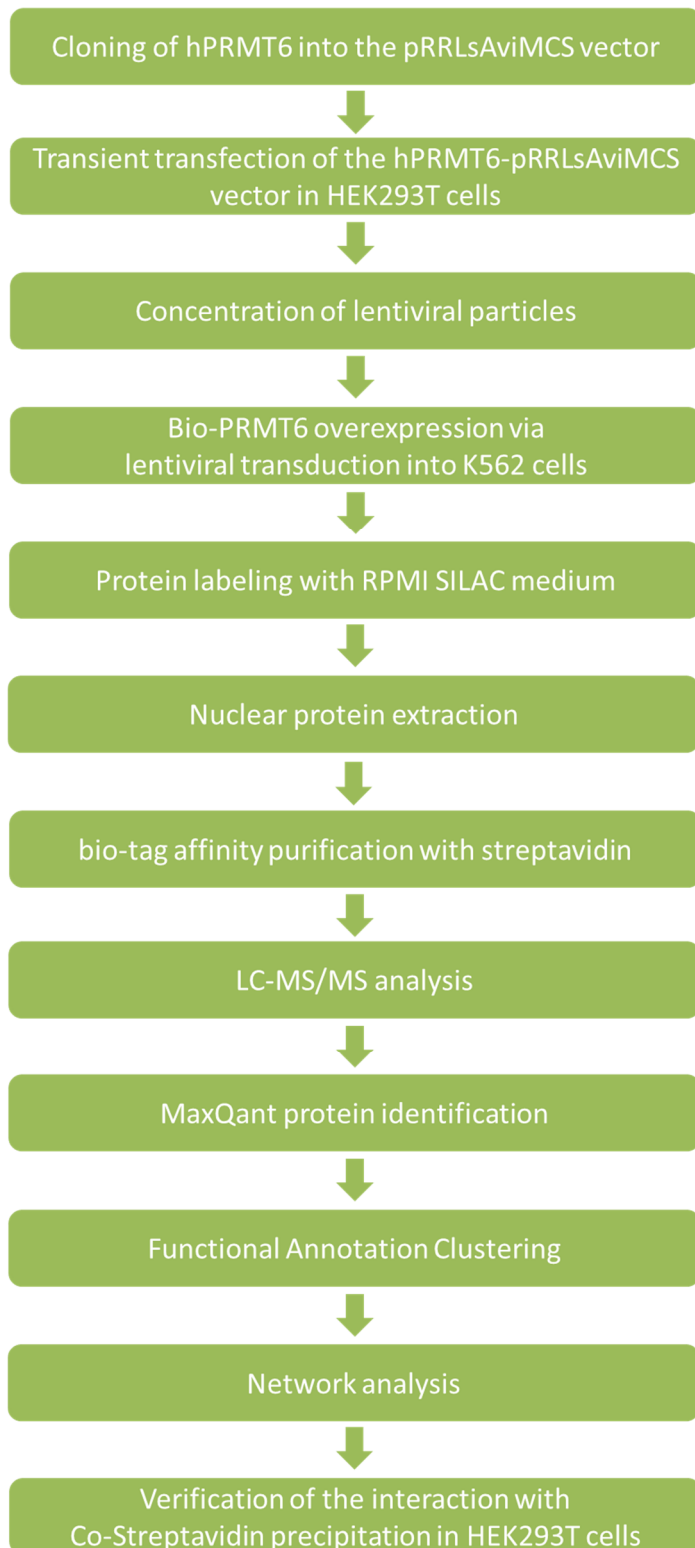 Cloning of hPRMT6 into the pRRLsAviMCS vector
Transient transfection of the hPRMT6-pRRLsAviMCS
vector in HEK293T cells
Concentration of lentiviral particles
Bio-PRMT6 overexpression via
lentiviral transduction into K562 cells
Protein labeling with RPMI SILAC medium
Nuclear protein extraction
bio-tag affinity purification with streptavidin
LC-MS/MS analysis
MaxQant protein identification
Functional Annotation Clustering
Network analysis
Verification of the interaction with
Co-Streptavidin precipitation in HEK293T cells